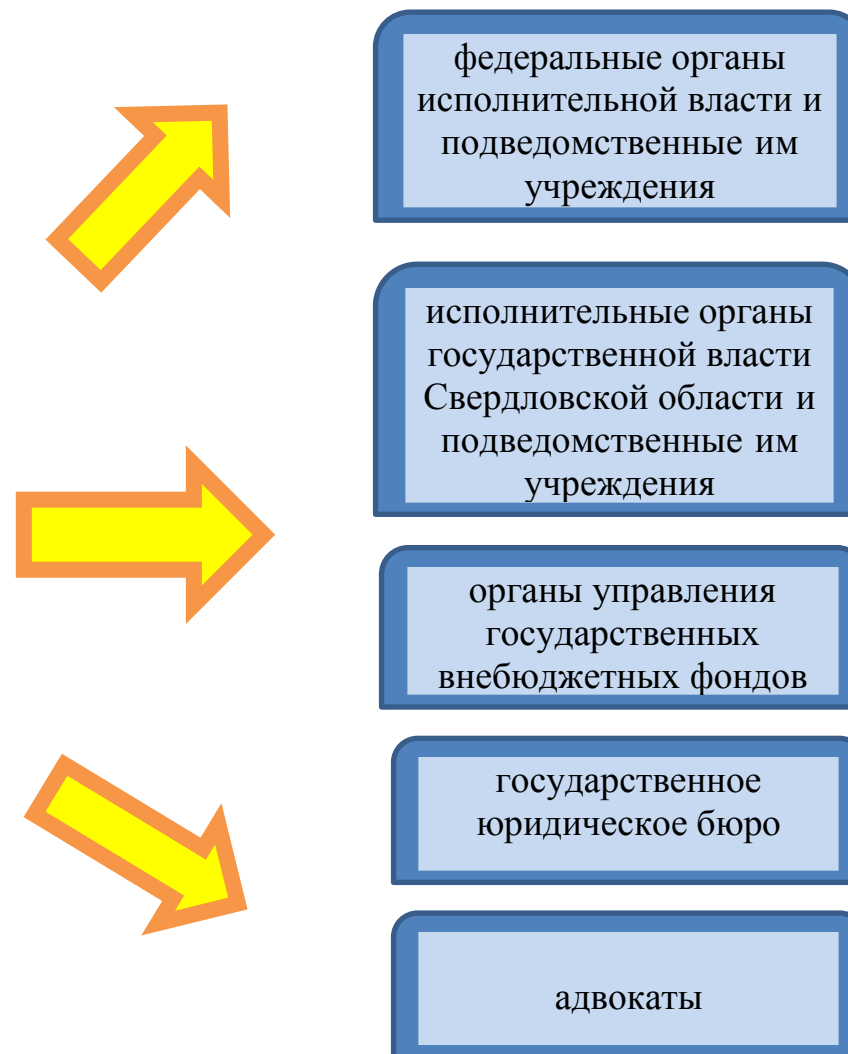 федеральные органы
исполнительной власти и
подведомственные им
учреждения
исполнительные органы
государственной власти
Свердловской области и
подведомственные им
учреждения
органы управления
государственных
внебюджетных фондов
государственное
юридическое бюро
адвокаты